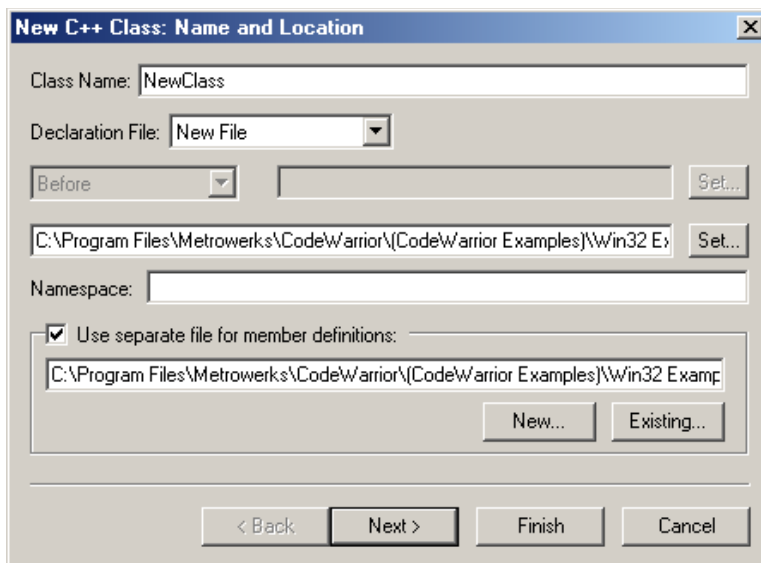 New C++ Class: Name and Location
Class Name: NewClass
Declaration File: New File
Before Set...
C:\Program Files\Metrowerks\CodeWarrior\(CodeWarrior Examples)\Win32 Ex Set...
Namespace:
Use separate file for member definitions:
C:\Program Files\Metrowerks\CodeWarrior\(CodeWarrior Examples)\Win32 Examp
New... Existing...
< Back Next > Finish Cancel